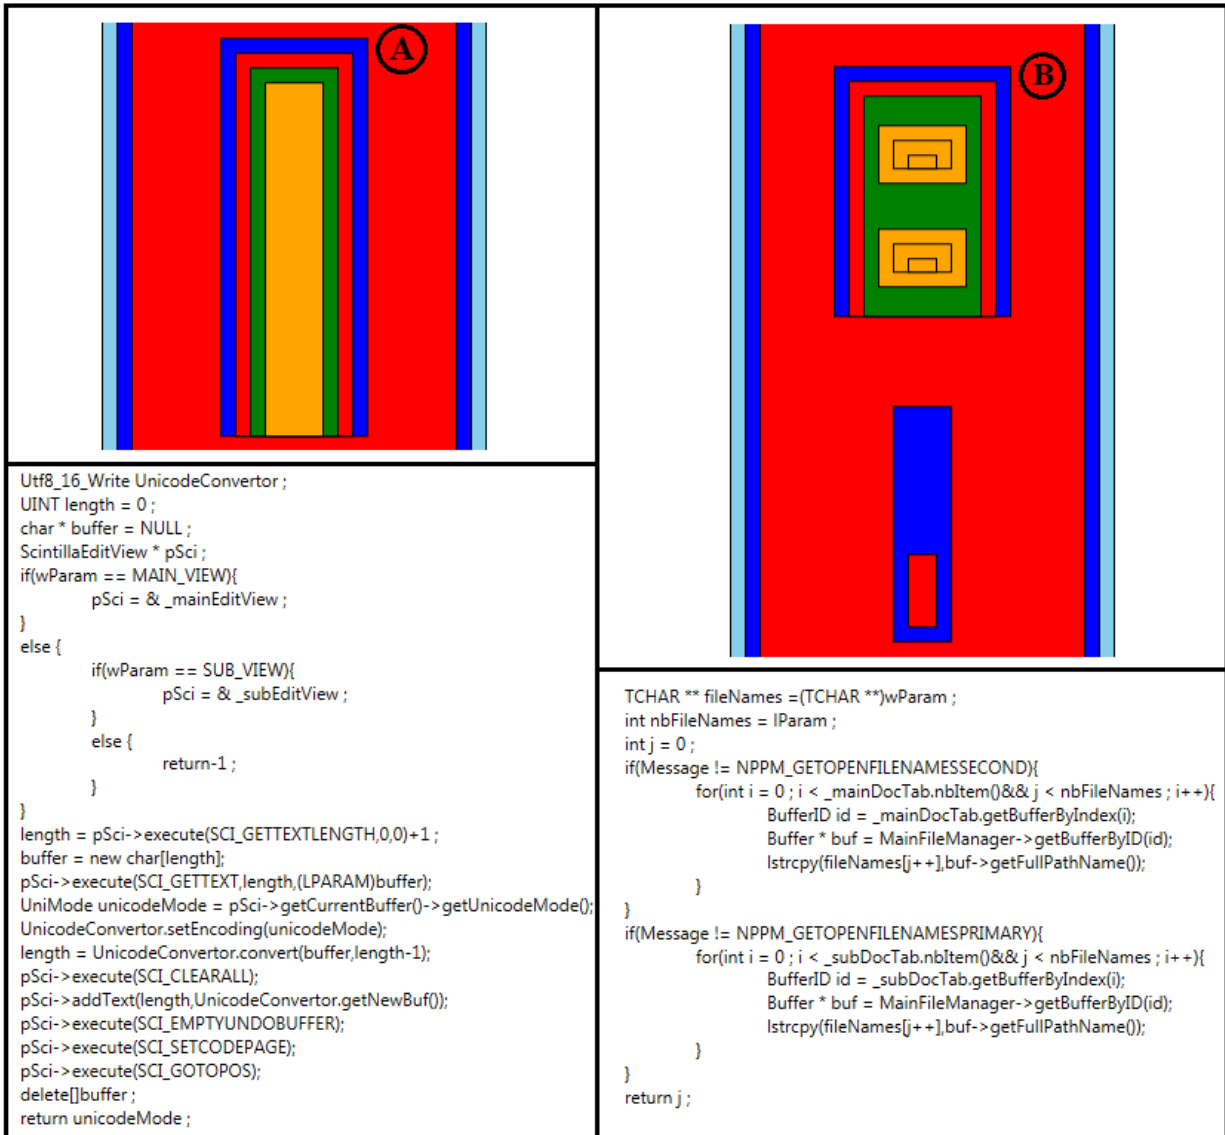 A
B
Utf8_16_Write UnicodeConvertor ;
UINT length = 0 ;
char * buffer = NULL ;
ScintillaEditView * pSci ;
if(wParam == MAIN_VIEW){
pSci = & _mainEditView ;
}
else {
if(wParam == SUB_VIEW){
pSci = & _subEditView ;
}
else {
return-1 ;
}
}
length = pSci->execute(SCI_GETTEXTLENGTH,0,0)+1 ;
buffer = new char[length];
pSci->execute(SCI_GETTEXT,length,(LPARAM)buffer);
UniMode unicodeMode = pSci->getCurrentBuffer()->getUnicodeMode();
UnicodeConvertor.setEncoding(unicodeMode);
length = UnicodeConvertor.convert(buffer,length-1);
pSci->execute(SCI_CLEARALL);
pSci->addText(length,UnicodeConvertor.getNewBuf());
pSci->execute(SCI_EMPTYUNDOBUFFER);
pSci->execute(SCI_SETCODEPAGE);
pSci->execute(SCI_GOTOPOS);
delete[]buffer ;
return unicodeMode ;
TCHAR ** fileNames =(TCHAR **)wParam ;
int nbFileNames = lParam ;
int j = 0 ;
if(Message != NPPM_GETOPENFILENAMESSECOND){
for(int i = 0 ; i < _mainDocTab.nbItem()&& j < nbFileNames ; i++){
BufferID id = _mainDocTab.getBufferByIndex(i);
Buffer * buf = MainFileManager->getBufferByID(id);
lstrcpy(fileNames[j++],buf->getFullPathName());
}
}
if(Message != NPPM_GETOPENFILENAMESPRIMARY){
for(int i = 0 ; i < _subDocTab.nbItem()&& j < nbFileNames ; i++){
BufferID id = _subDocTab.getBufferByIndex(i);
Buffer * buf = MainFileManager->getBufferByID(id);
lstrcpy(fileNames[j++],buf->getFullPathName());
}
}
return j ;